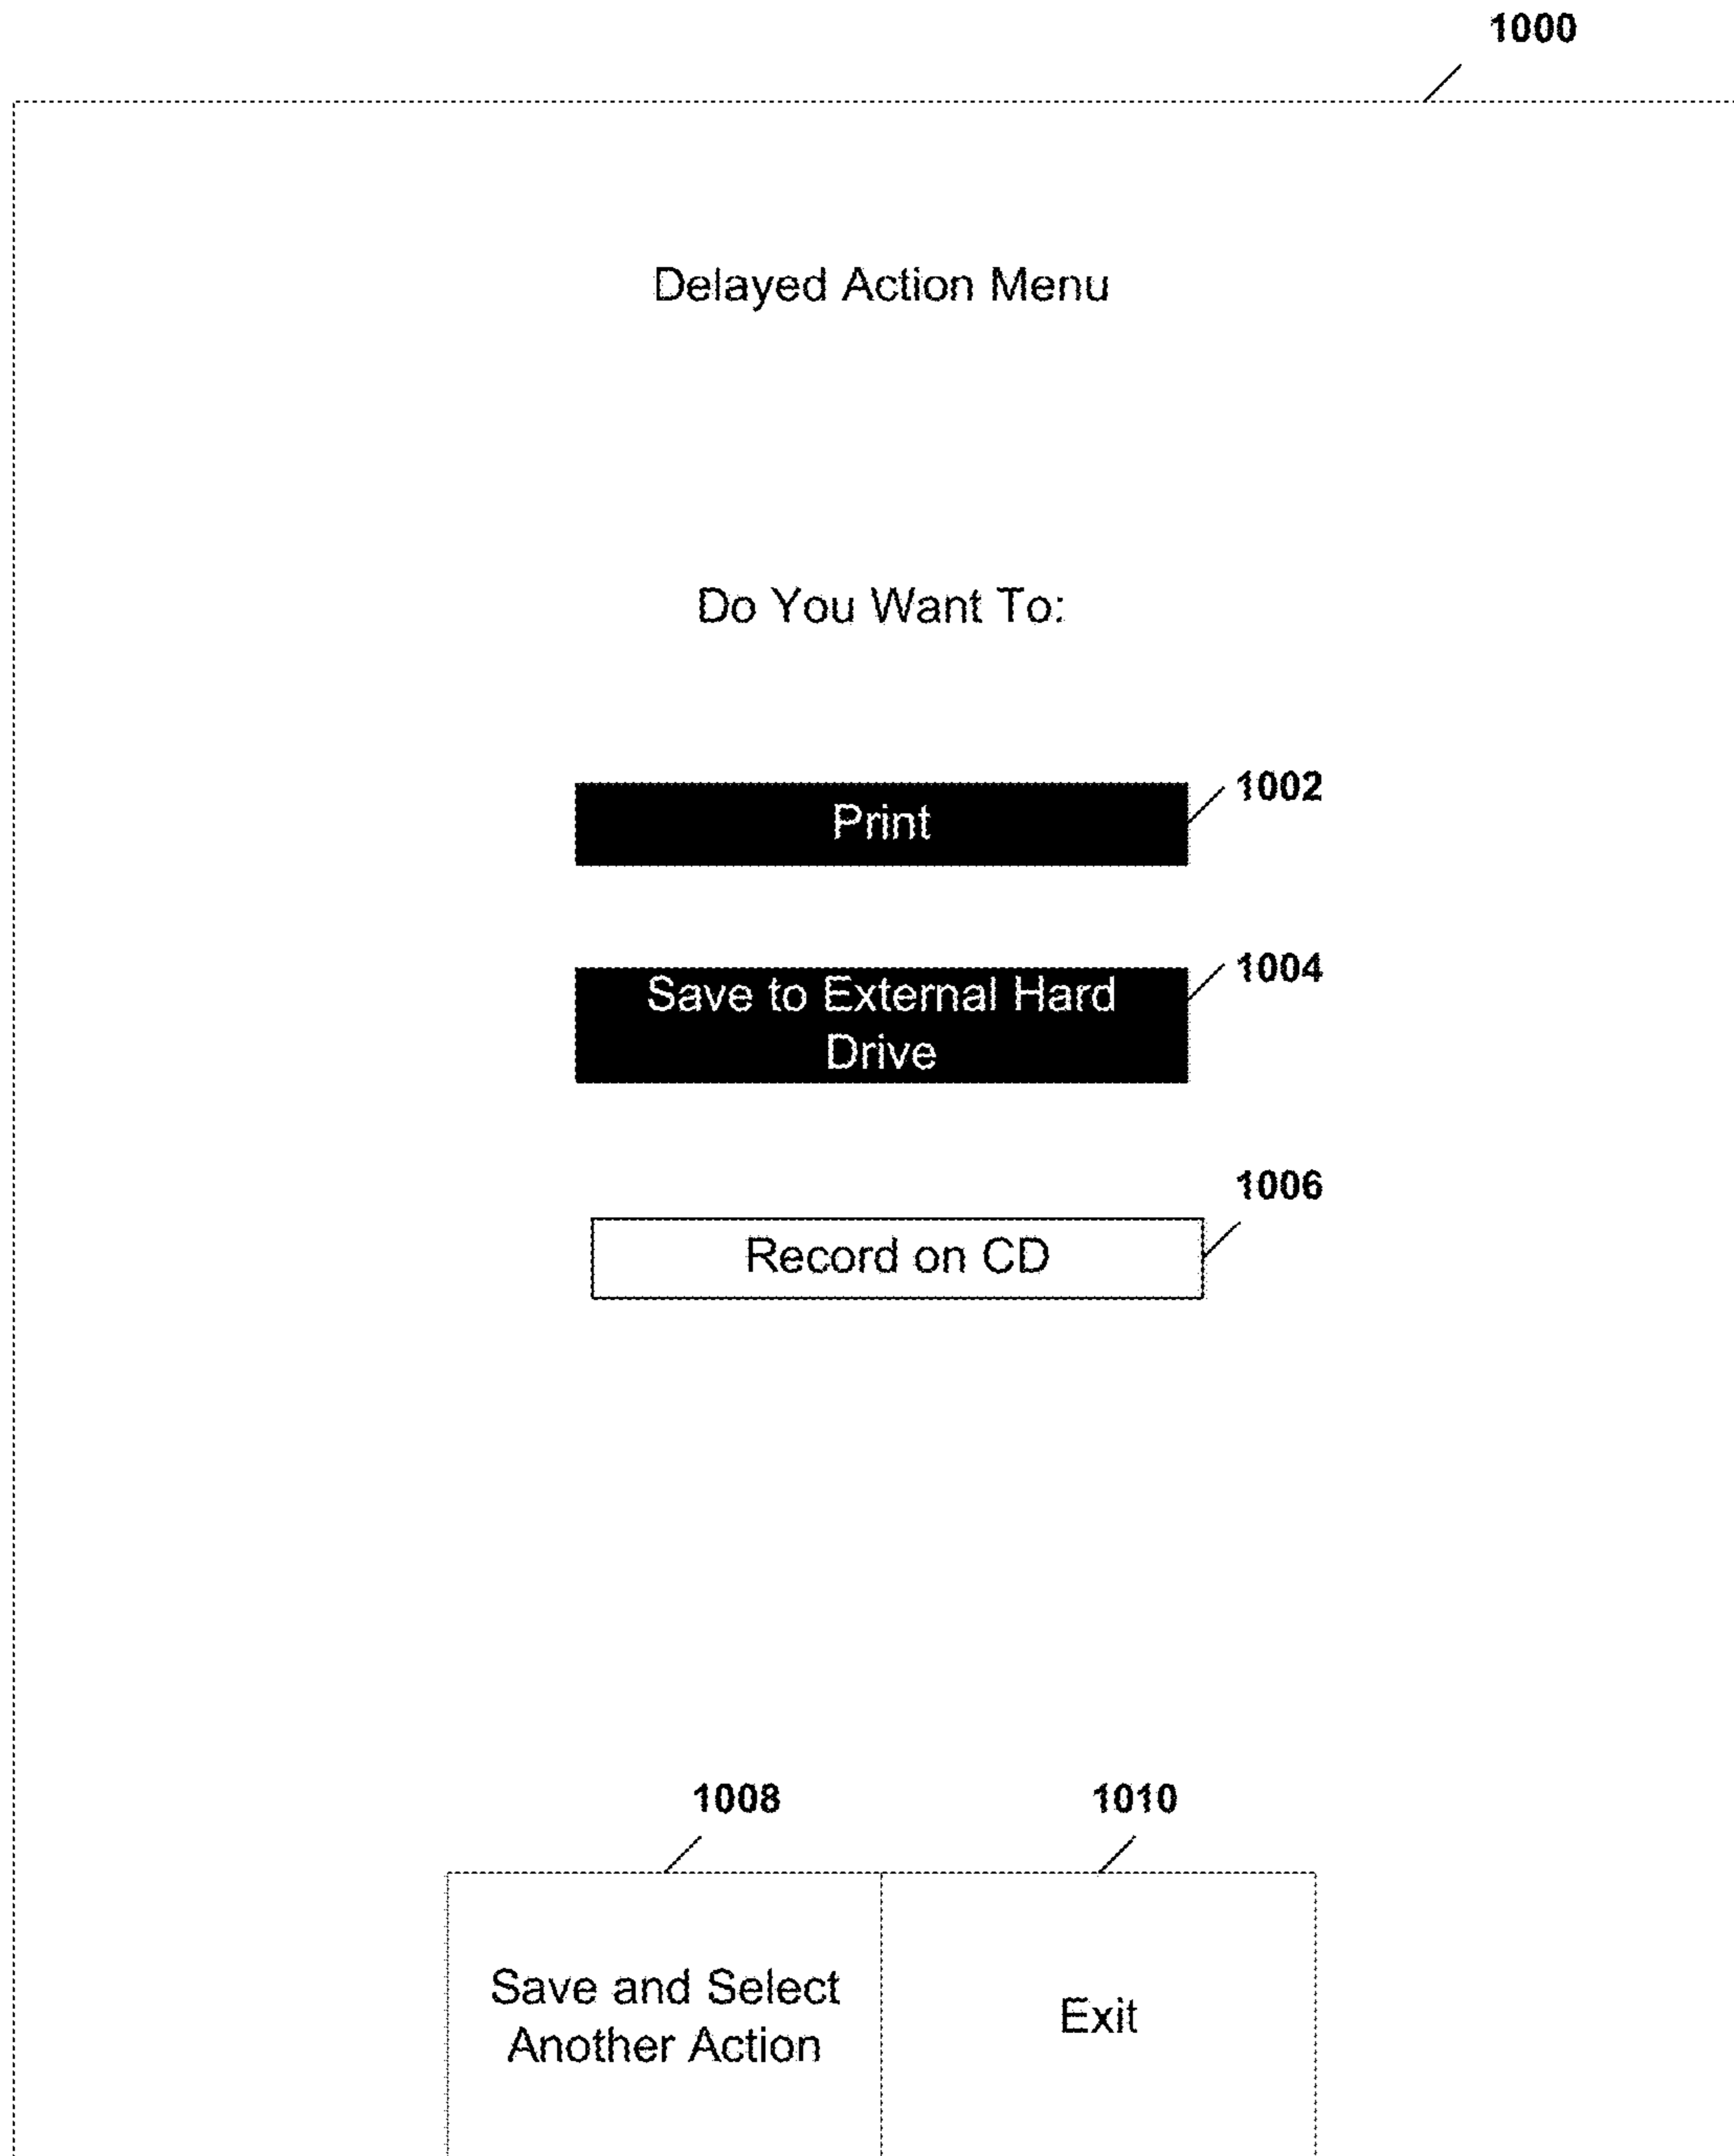 1000
Delayed Action Menu
Do You Want To:
Print
1002
Save to External Hard
Drive
1004
1006
Record on CD
1008
1010
Save and Select
Another Action
Exit